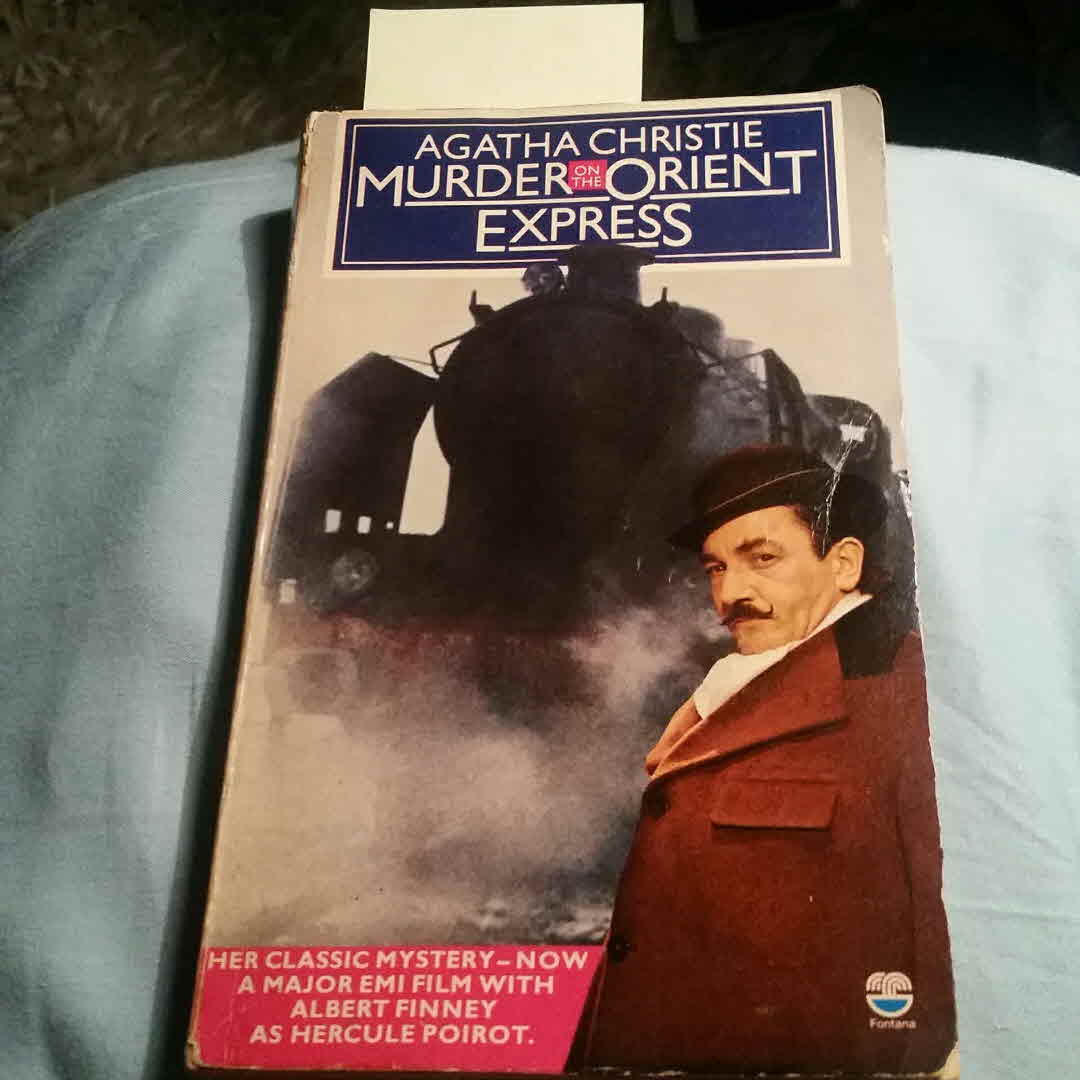 AGATHA CHRISTIE
MURDER ON THE ORIENT
EXPRESS
HER CLASSIC MYSTERY–NOW
A MAJOR EMI FILM WITH
ALBERT FINNEY
AS HERCULE POIROT.
Fontana